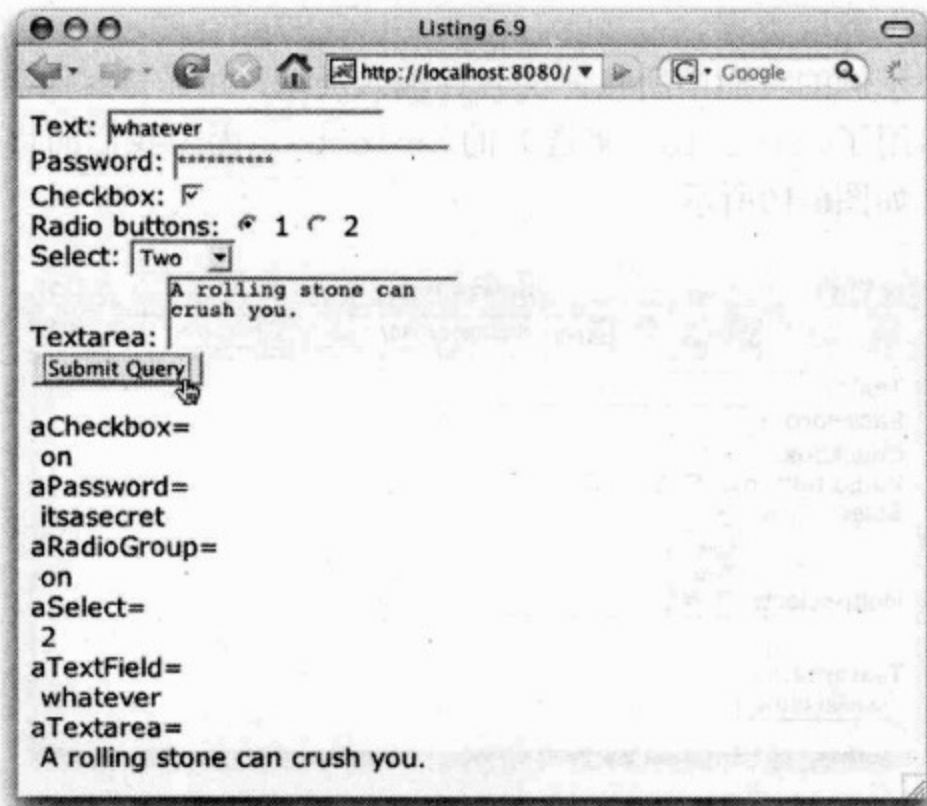 Listing 6.9
http://localhost:8080/ G Google
Text: whatever
Password: **********
Checkbox:
Radio buttons: 1 2
Select: Two
A rolling stone can
crush you.
Textarea:
Submit Query
aCheckbox=
on
aPassword=
itsasecret
aRadioGroup=
on
aSelect=
2
aTextField=
whatever
aTextarea=
A rolling stone can crush you.